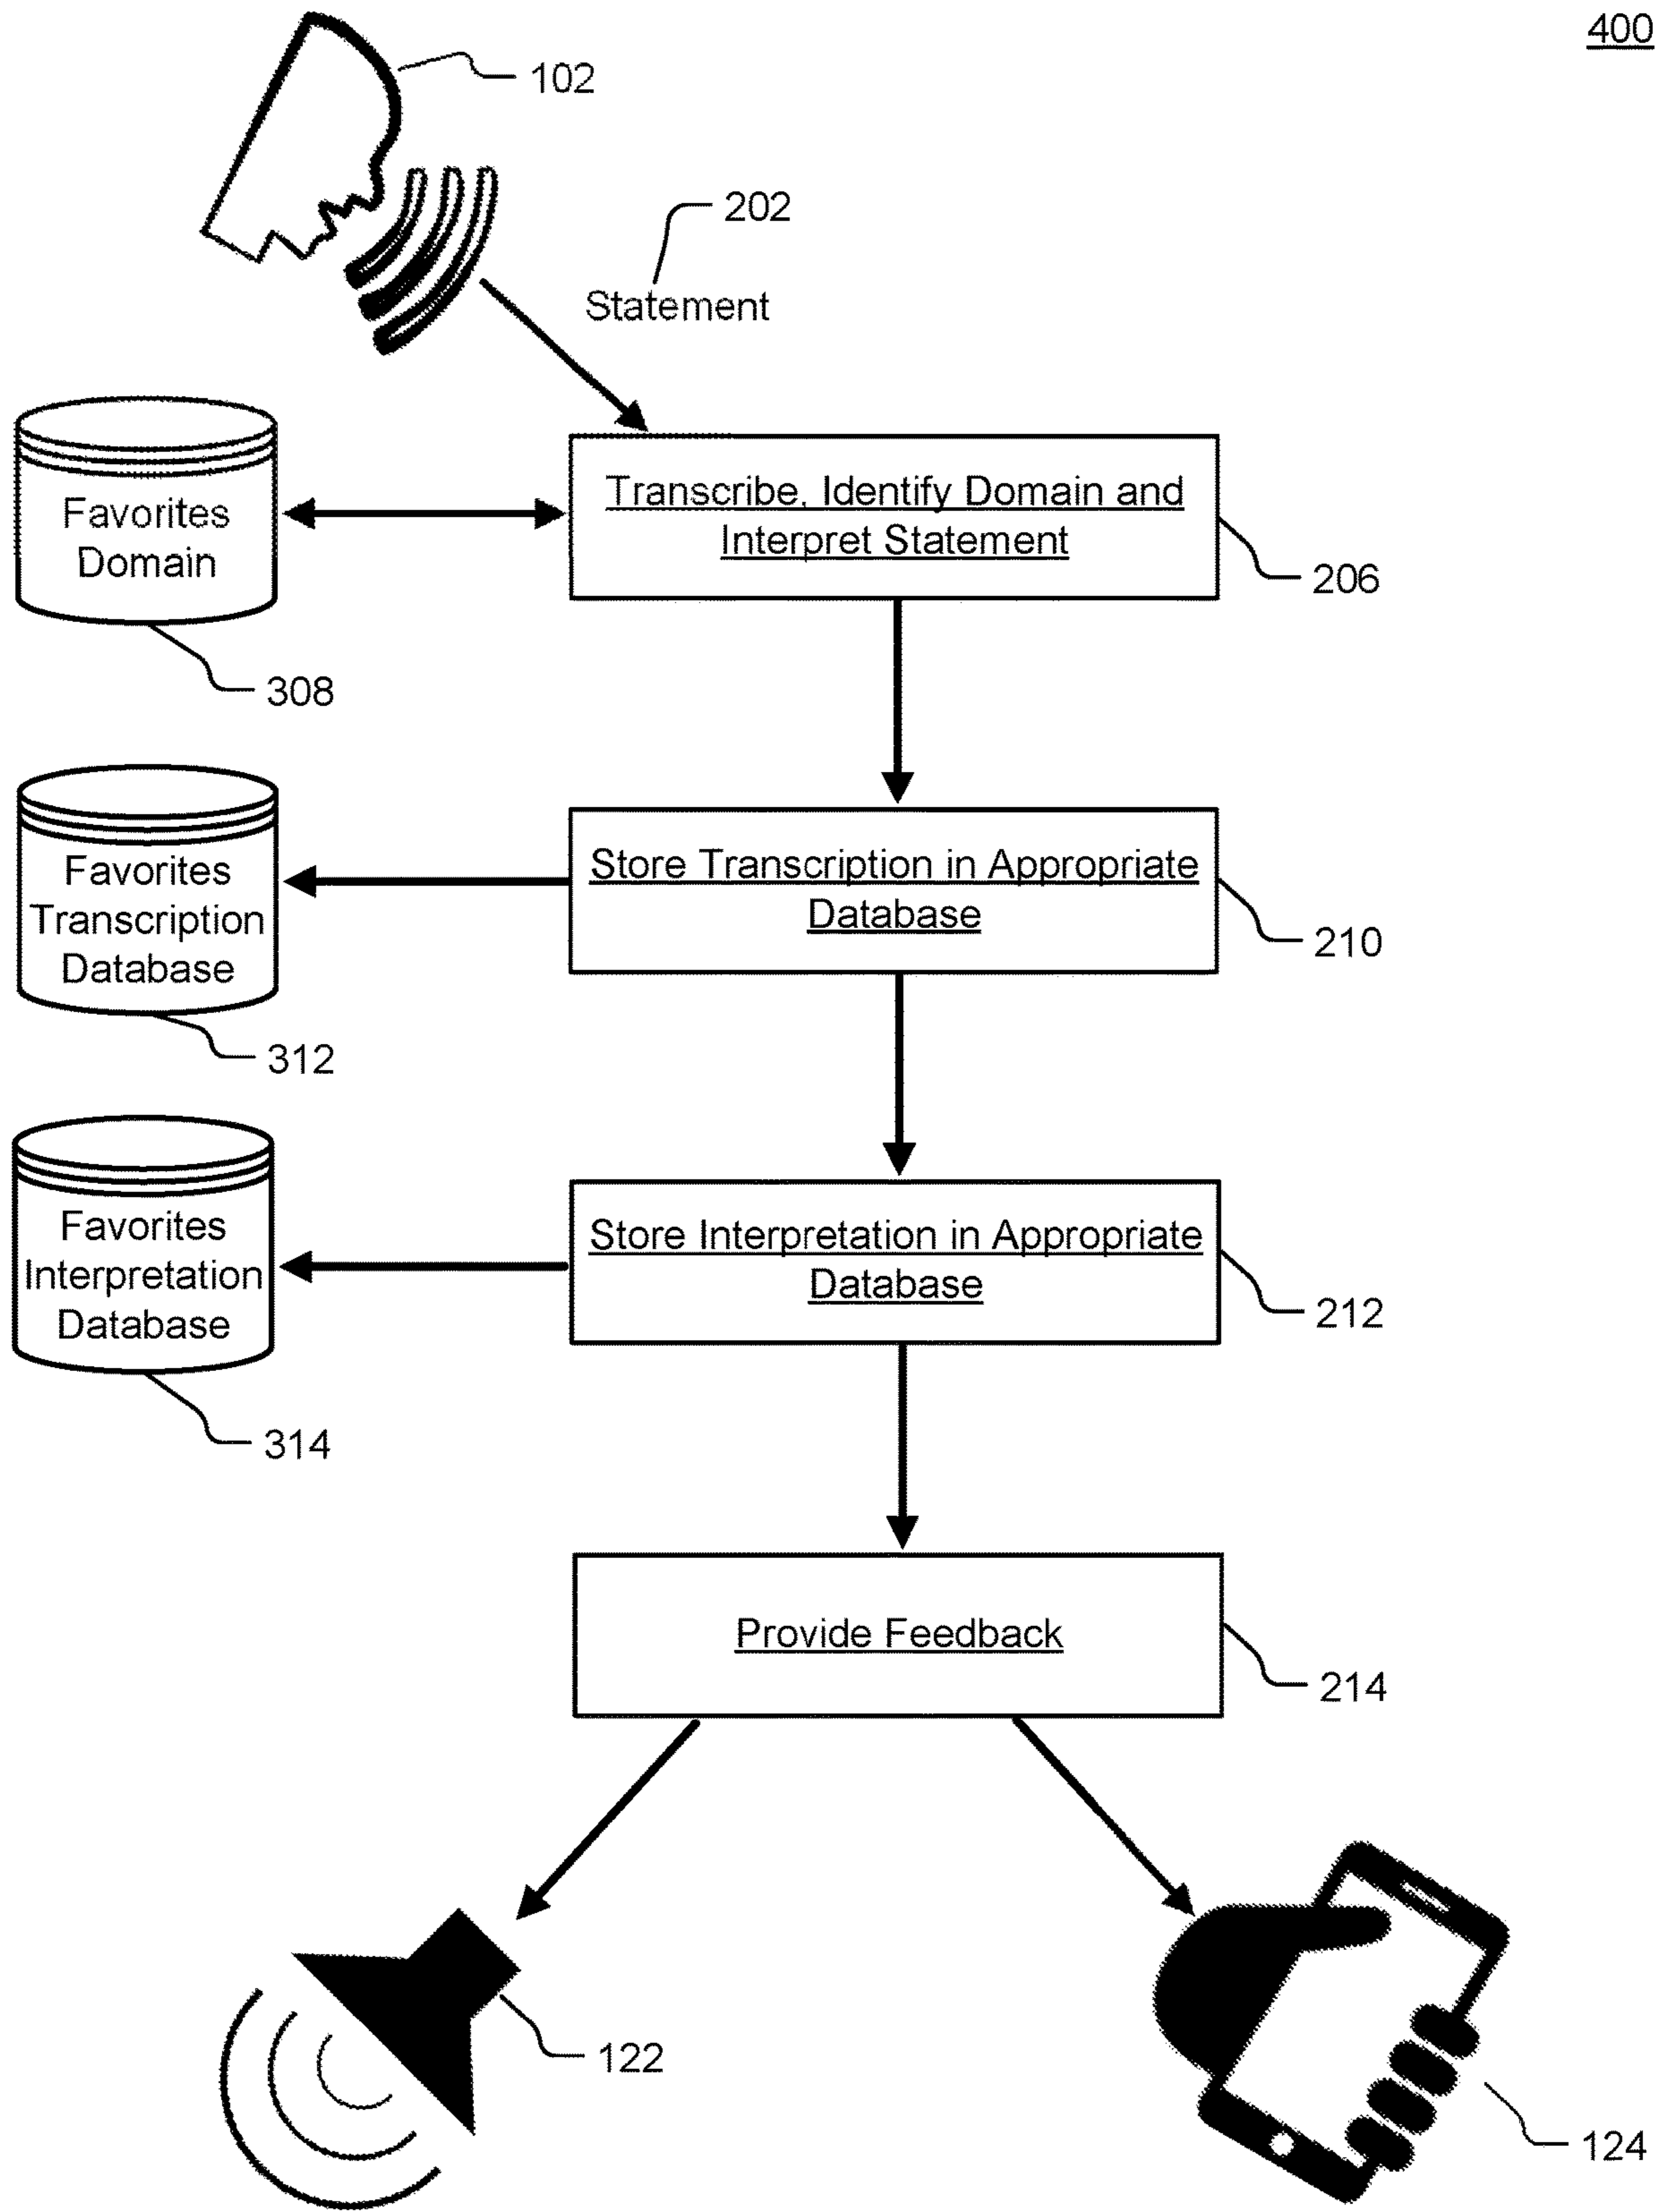 400
102
202
Statement
Transcribe, Identify Domain and
Interpret Statement
206
Favorites
Domain
308
Store Transcription in Appropriate
Database
210
Favorites
Transcription
Database
312
Store Interpretation in Appropriate
Database
212
Favorites
Interpretation
Database
314
Provide Feedback
214
122
124